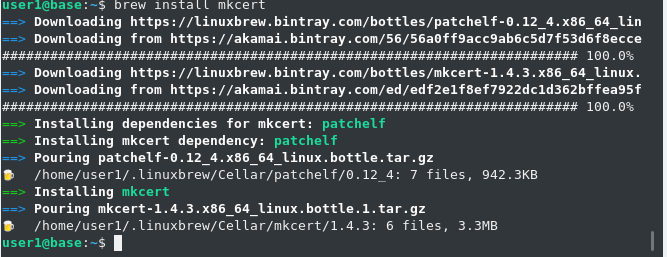 user1@base:~$ brew install mkcert
==> Downloading https://linuxbrew.bintray.com/bottles/patchelf-0.12_4.x86_64_lin
==> Downloading from https://akamai.bintray.com/56/56a0ff9acc9ab6c5d7f53d6f8ecce
######################################################################## 100.0%
==> Downloading https://linuxbrew.bintray.com/bottles/mkcert-1.4.3.x86_64_linux.
==> Downloading from https://akamai.bintray.com/ed/edf2e1f8ef7922dc1d362bffea95f
######################################################################## 100.0%
==> Installing dependencies for mkcert: patchelf
==> Installing mkcert dependency: patchelf
==> Pouring patchelf-0.12_4.x86_64_linux.bottle.tar.gz
🍺  /home/user1/.linuxbrew/Cellar/patchelf/0.12_4: 7 files, 942.3KB
==> Installing mkcert
==> Pouring mkcert-1.4.3.x86_64_linux.bottle.1.tar.gz
🍺  /home/user1/.linuxbrew/Cellar/mkcert/1.4.3: 6 files, 3.3MB
user1@base:~$